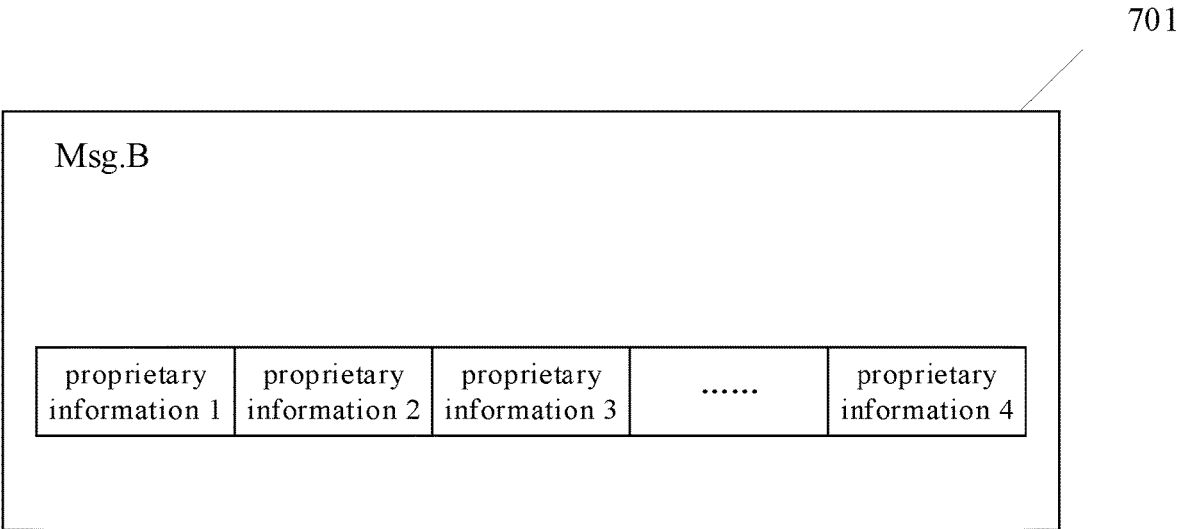 701
Msg.B
proprietary information 1
proprietary information 2
proprietary information 3
......
proprietary information 4